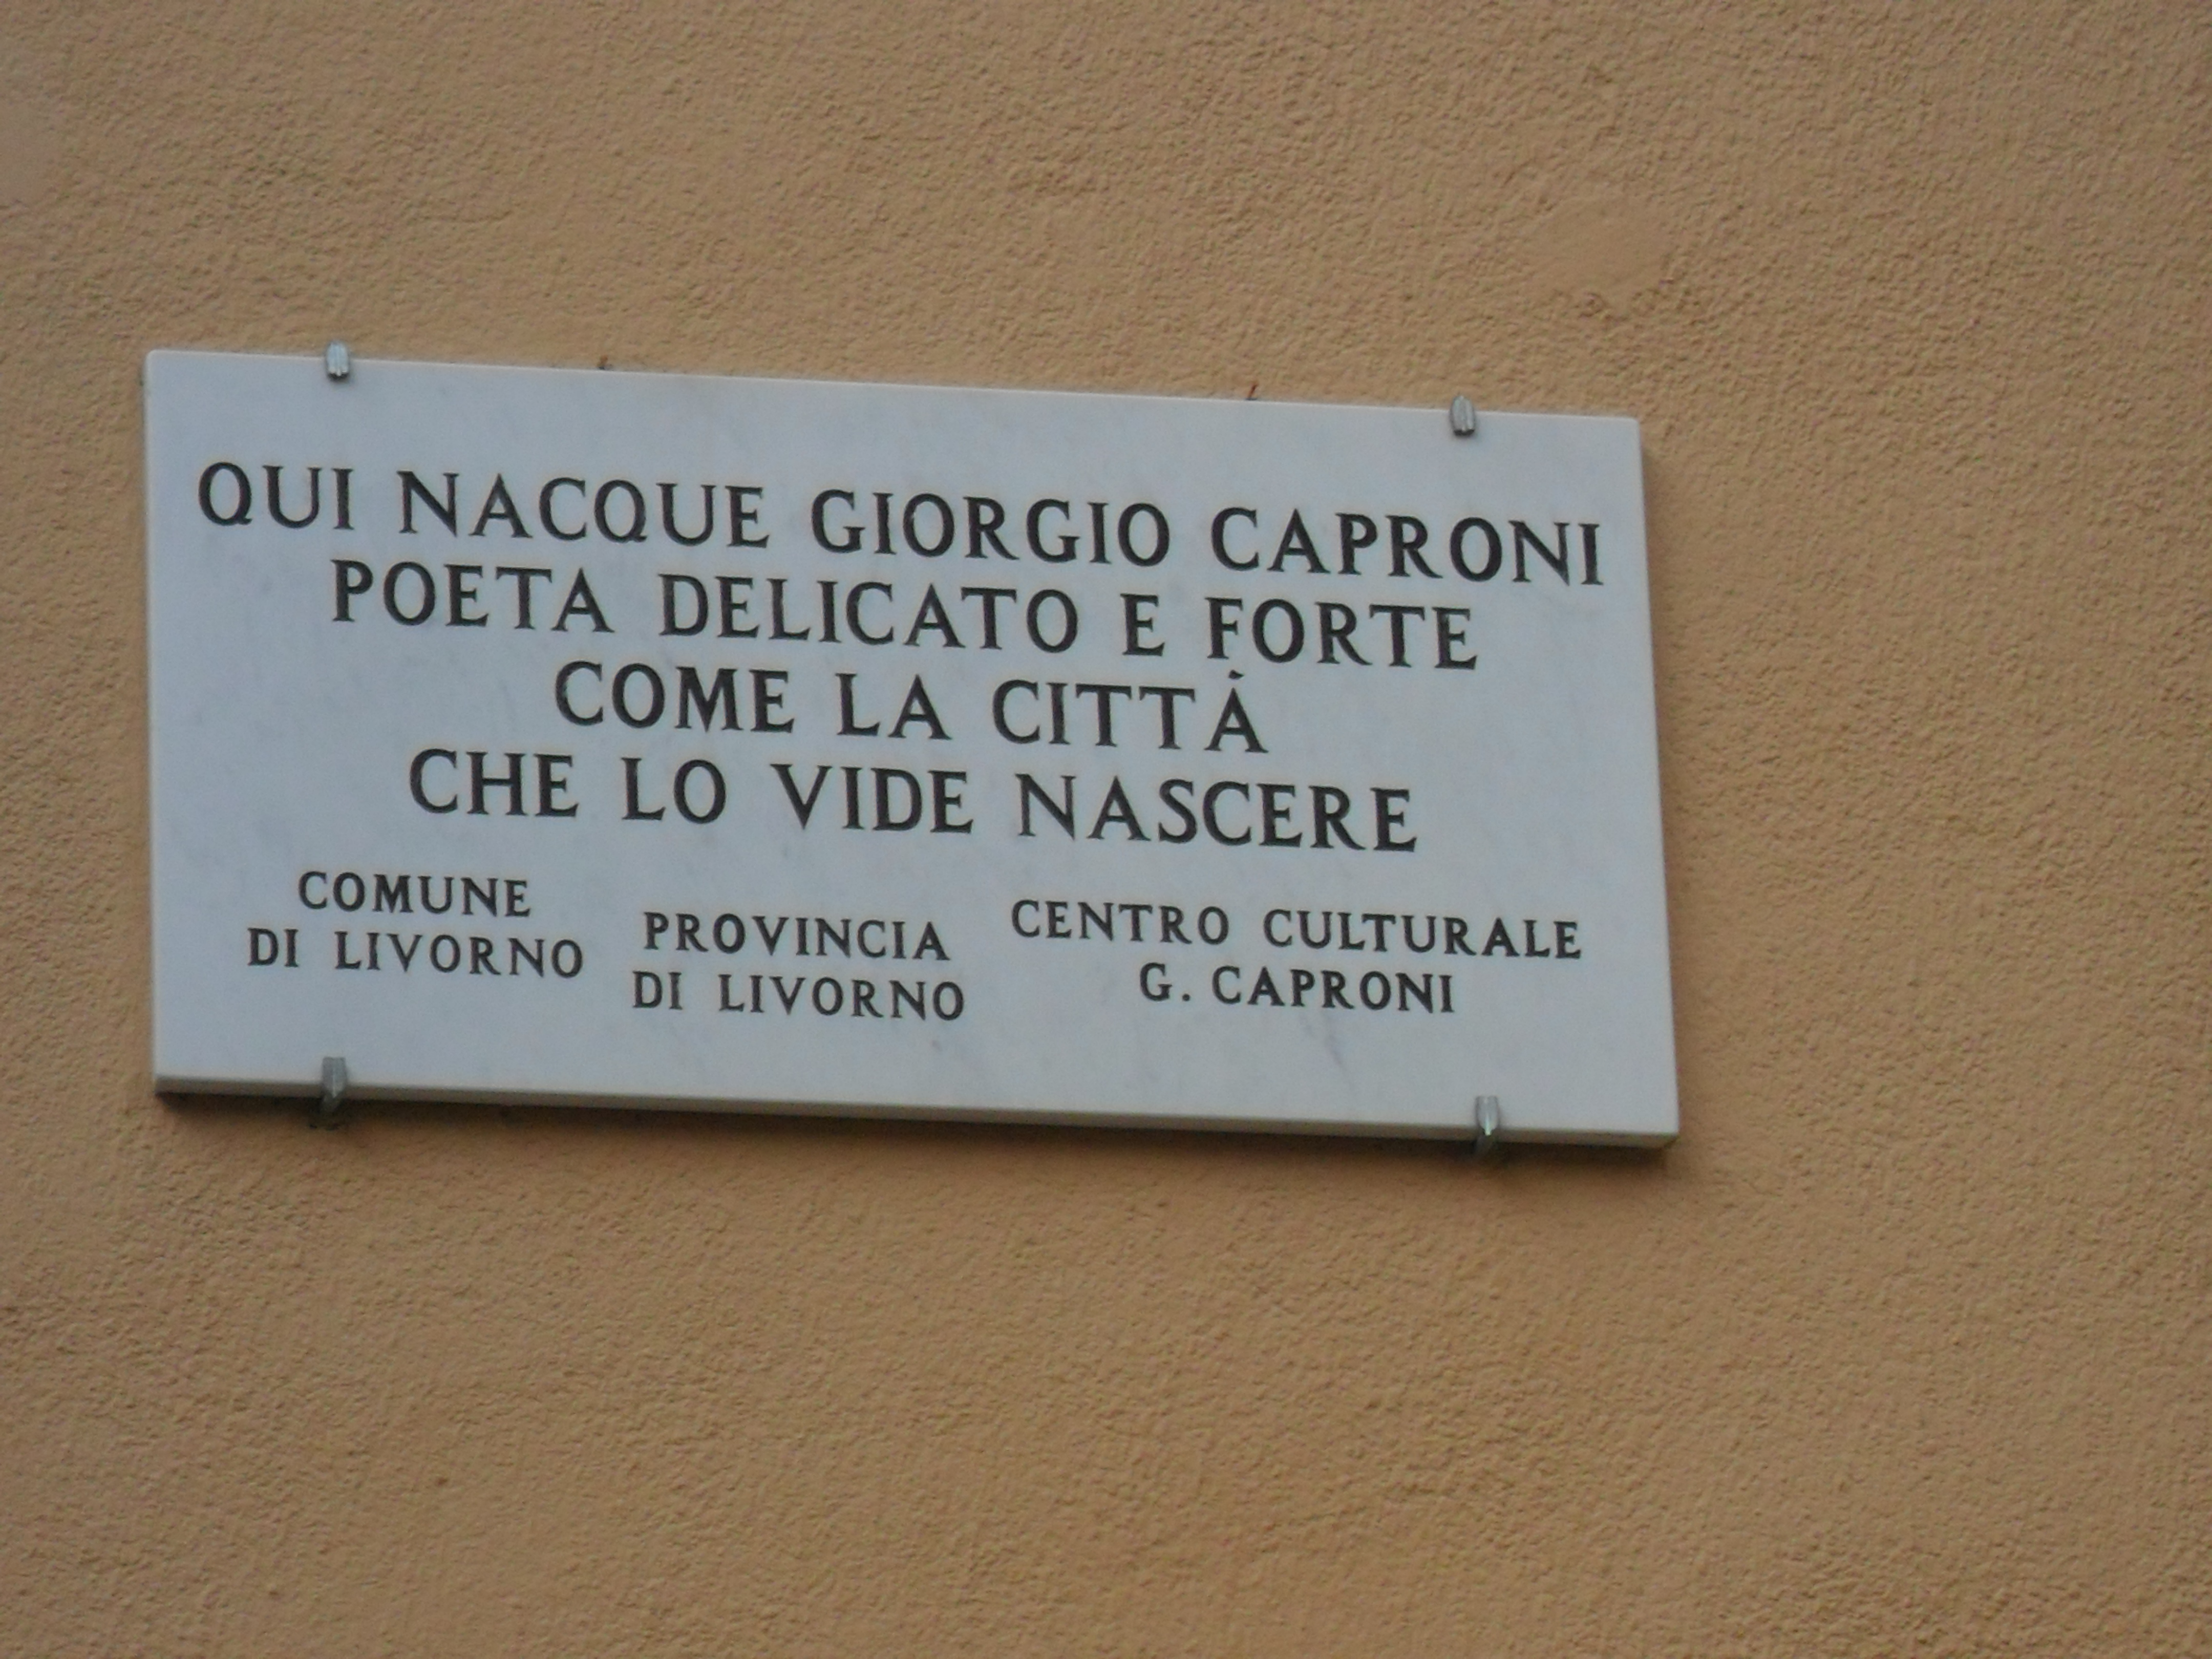 QUI NACQUE GIORGIO CAPRONI
POETA DELICATO E FORTE
COME LA CITTÀ
CHE LO VIDE NASCERE
COMUNE
DI LIVORNO
PROVINCIA
DI LIVORNO
CENTRO CULTURALE
G. CAPRONI